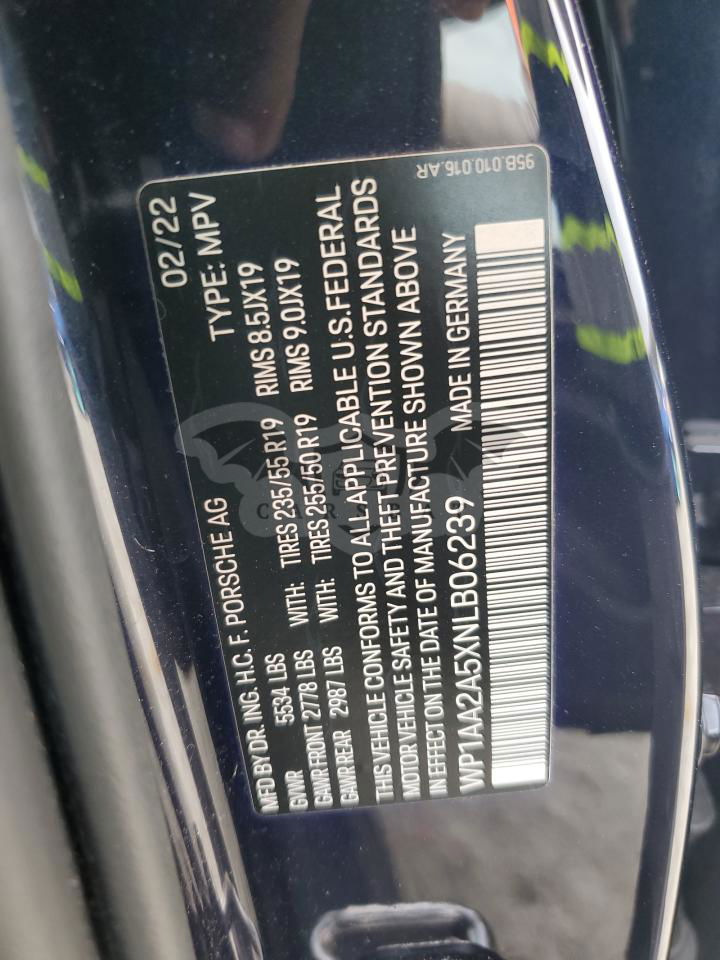 MFD BY DR. ING. H.C. F. PORSCHE AG 02/22
GVWR 5534 LBS TYPE: MPV
GAWR FRONT 2778 LBS WITH: TIRES 235/55 R19 RIMS 8.5JX19
GAWR REAR 2987 LBS WITH: TIRES 255/50 R19 RIMS 9.0JX19
THIS VEHICLE CONFORMS TO ALL APPLICABLE U.S. FEDERAL
MOTOR VEHICLE SAFETY AND THEFT PREVENTION STANDARDS
IN EFFECT ON THE DATE OF MANUFACTURE SHOWN ABOVE
WP1AA2A5XNLB06239 MADE IN GERMANY
95B.010.016.AR